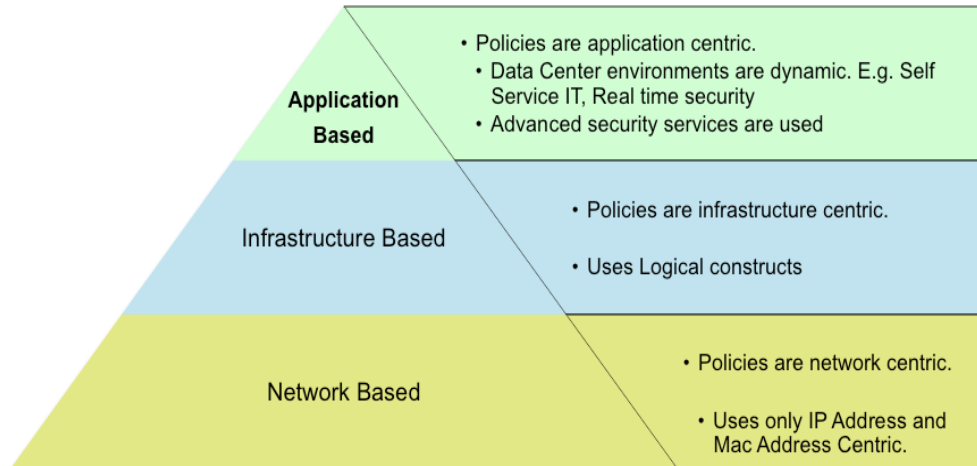 • Policies are application centric.
• Data Center environments are dynamic. E.g. Self
Service IT, Real time security
• Advanced security services are used
Application
Based
• Policies are infrastructure centric.
• Uses Logical constructs
Infrastructure Based
• Policies are network centric.
• Uses only IP Address and
Mac Address Centric.
Network Based